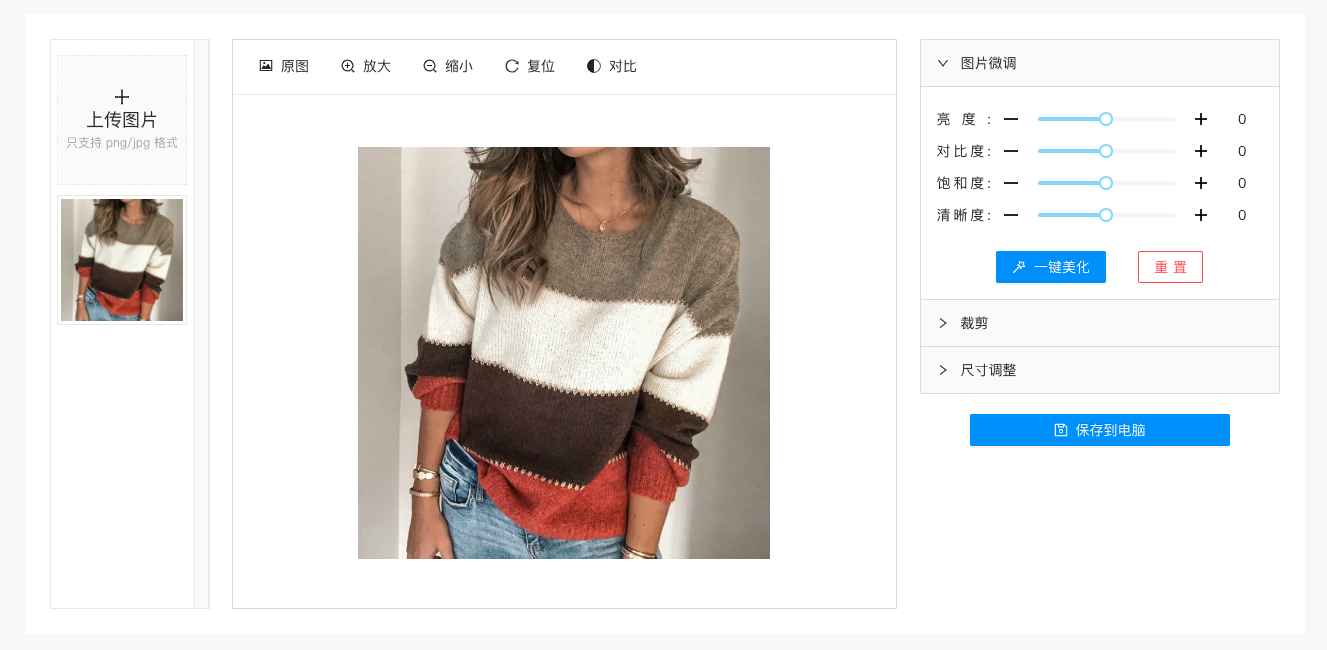 上传图片
只支持 png/jpg 格式
原图 放大 缩小 复位 对比
图片微调
亮 度 : 0
对比度: 0
饱和度: 0
清晰度: 0
一键美化 重 置
裁剪
尺寸调整
保存到电脑